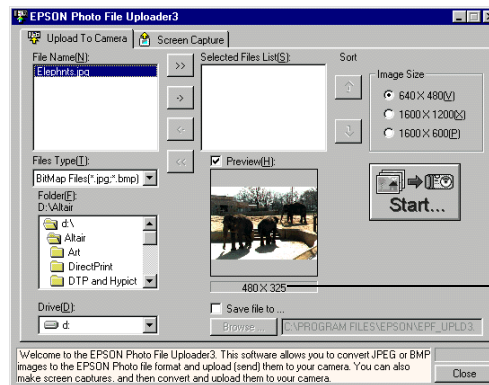 EPSON Photo File Uploader3
Upload To Camera
Screen Capture
File Name(N):
Selected Files List(S):
Sort
Elephnts.jpg
>>
->
<-
<<
Image Size
640 X 480(V)
1600 X 1200(X)
1600 X 600(P)
Files Type(T):
BitMap Files(*.jpg;*.bmp)
Preview(H):
Folder(F):
D:\Altair
d:\
Altair
Art
DirectPrint
DTP and Hypict
Start...
480 X 325
Drive(D):
d:
Save file to ...
Browse ...
C:\PROGRAM FILES\EPSON\EPF_UPLD3.
Welcome to the EPSON Photo File Uploader3. This software allows you to convert JPEG or BMP
images to the EPSON Photo file format and upload (send) them to your camera. You can also
make screen captures, and then convert and upload them to your camera.
Close